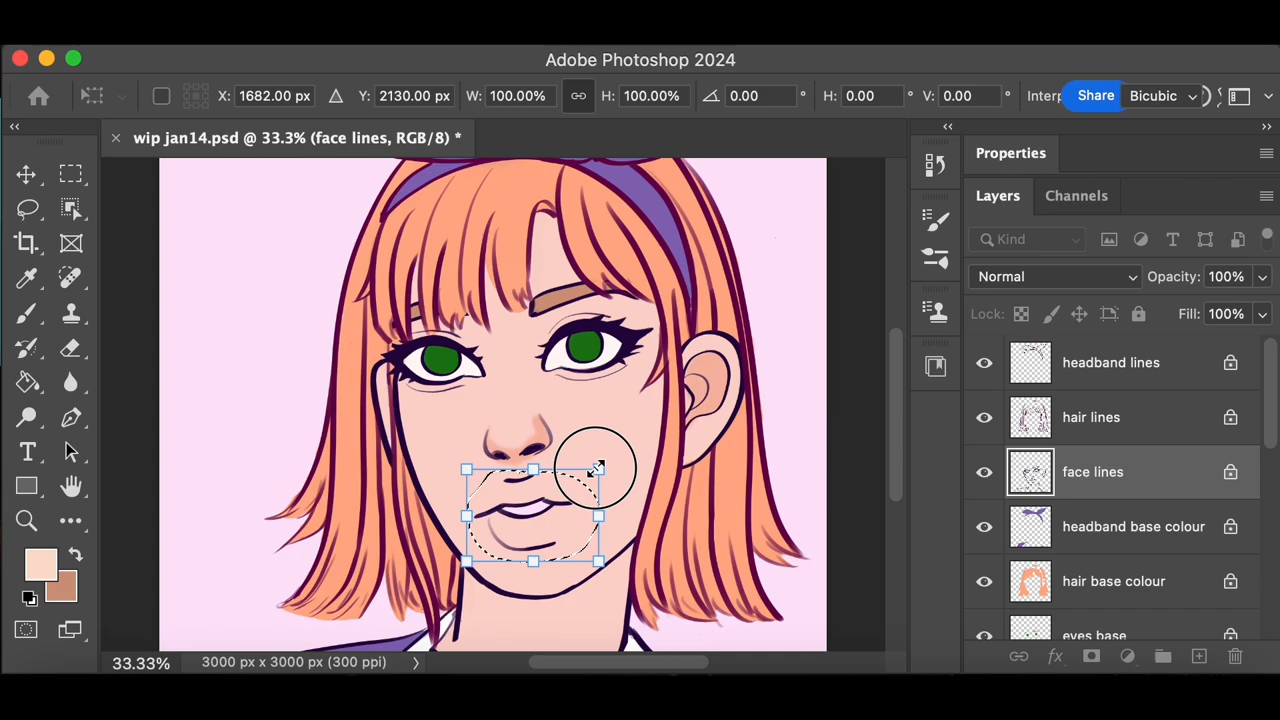 Adobe Photoshop 2024
X: 1682.00 px Y: 2130.00 px W: 100.00% H: 100.00% 0.00 ° H: 0.00 ° V: 0.00 ° Interp Share Bicubic
wip jan14.psd @ 33.3% (face lines, RGB/8) *
Properties
Layers Channels
Kind
Normal Opacity: 100%
Lock: Fill: 100%
headband lines
hair lines
face lines
headband base colour
hair base colour
eyes base
33.33% 3000 px x 3000 px (300 ppi)